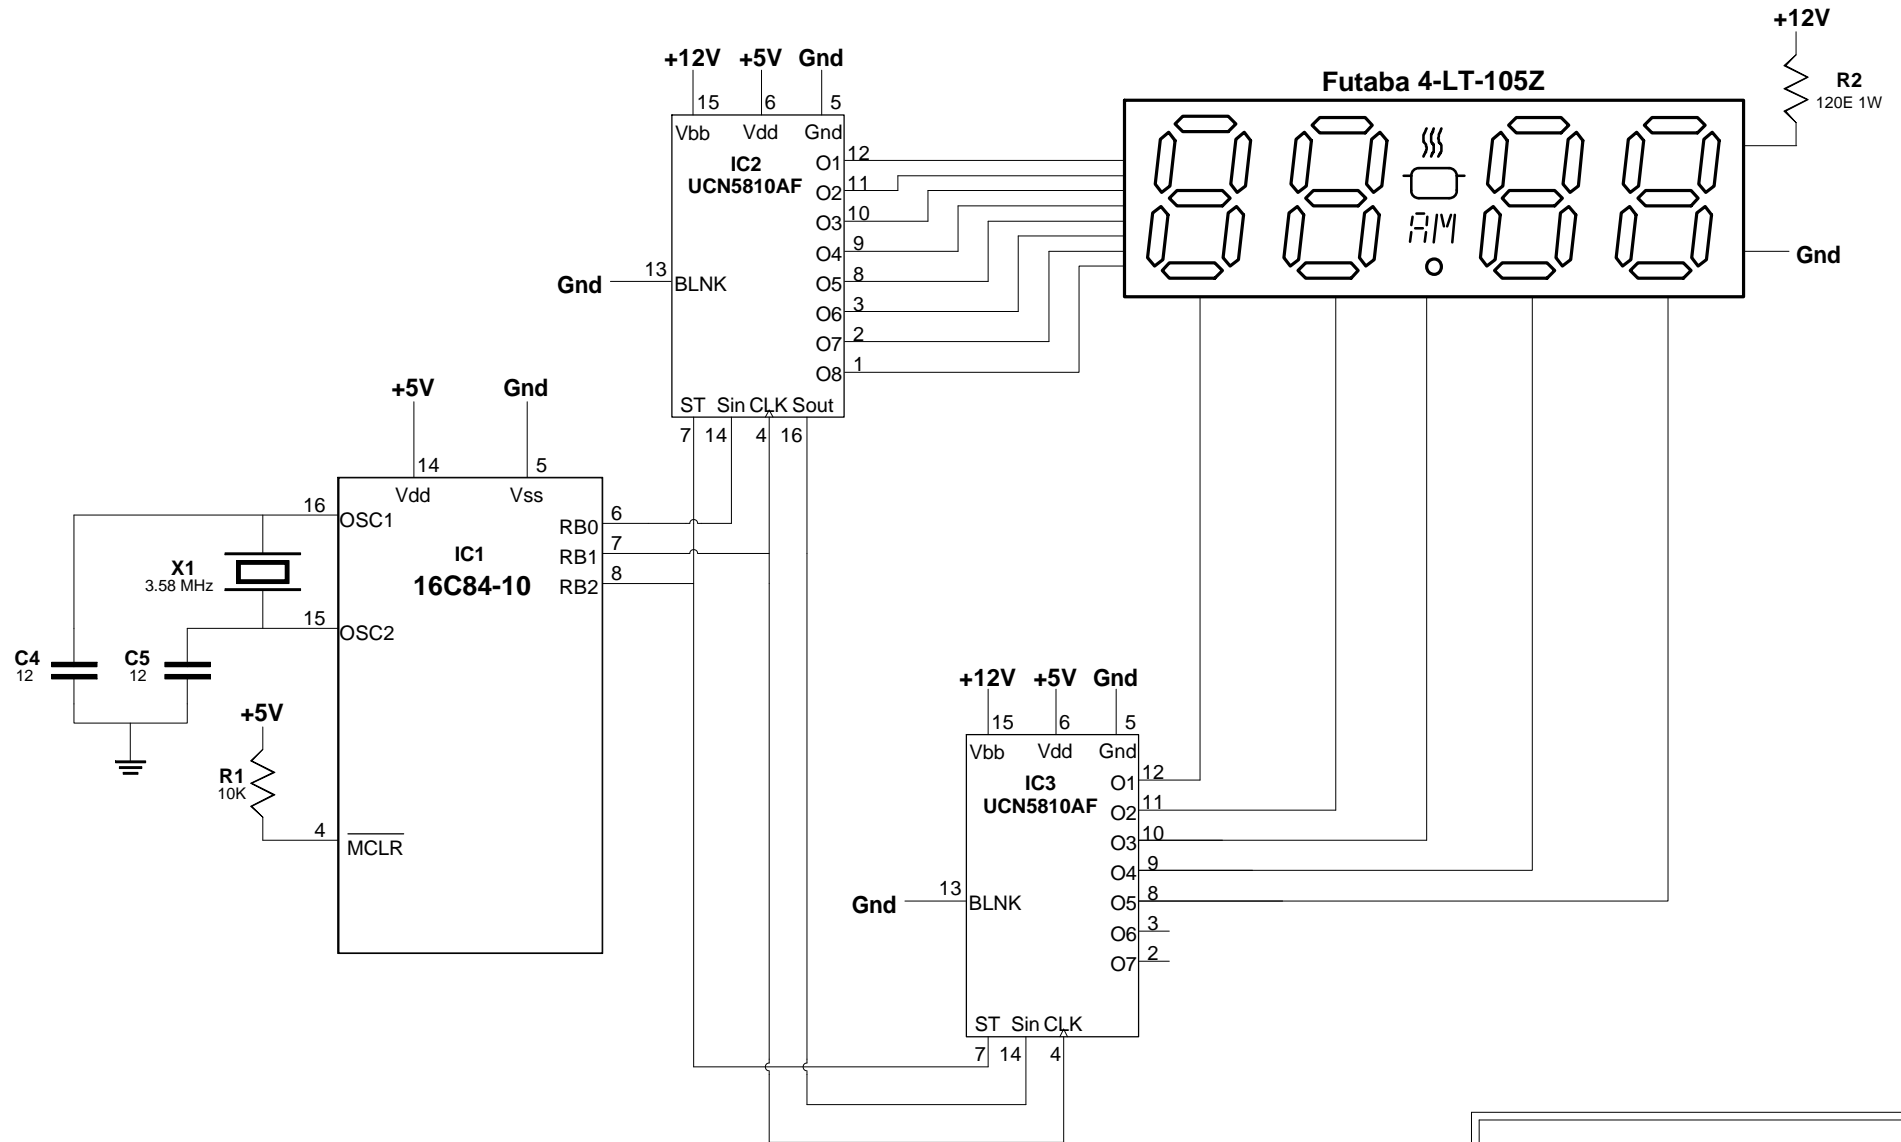 +12V
R2
120E 1W
Futaba 4-LT-105Z
AM
Gnd
+12V +5V Gnd
15 6 5
Vbb Vdd Gnd
IC2
UCN5810AF
O1 12
O2 11
O3 10
O4 9
O5 8
O6 3
O7 2
O8 1
Gnd 13 BLNK
ST Sin CLK Sout
7 14 4 16
+5V Gnd
14 5
Vdd Vss
16 OSC1
15 OSC2
IC1
16C84-10
RB0 6
RB1 7
RB2 8
X1
3.58 MHz
C4
12
C5
12
+5V
R1
10K
4 MCLR
+12V +5V Gnd
15 6 5
Vbb Vdd Gnd
IC3
UCN5810AF
O1 12
O2 11
O3 10
O4 9
O5 8
O6 3
O7 2
Gnd 13 BLNK
ST Sin CLK
7 14 4